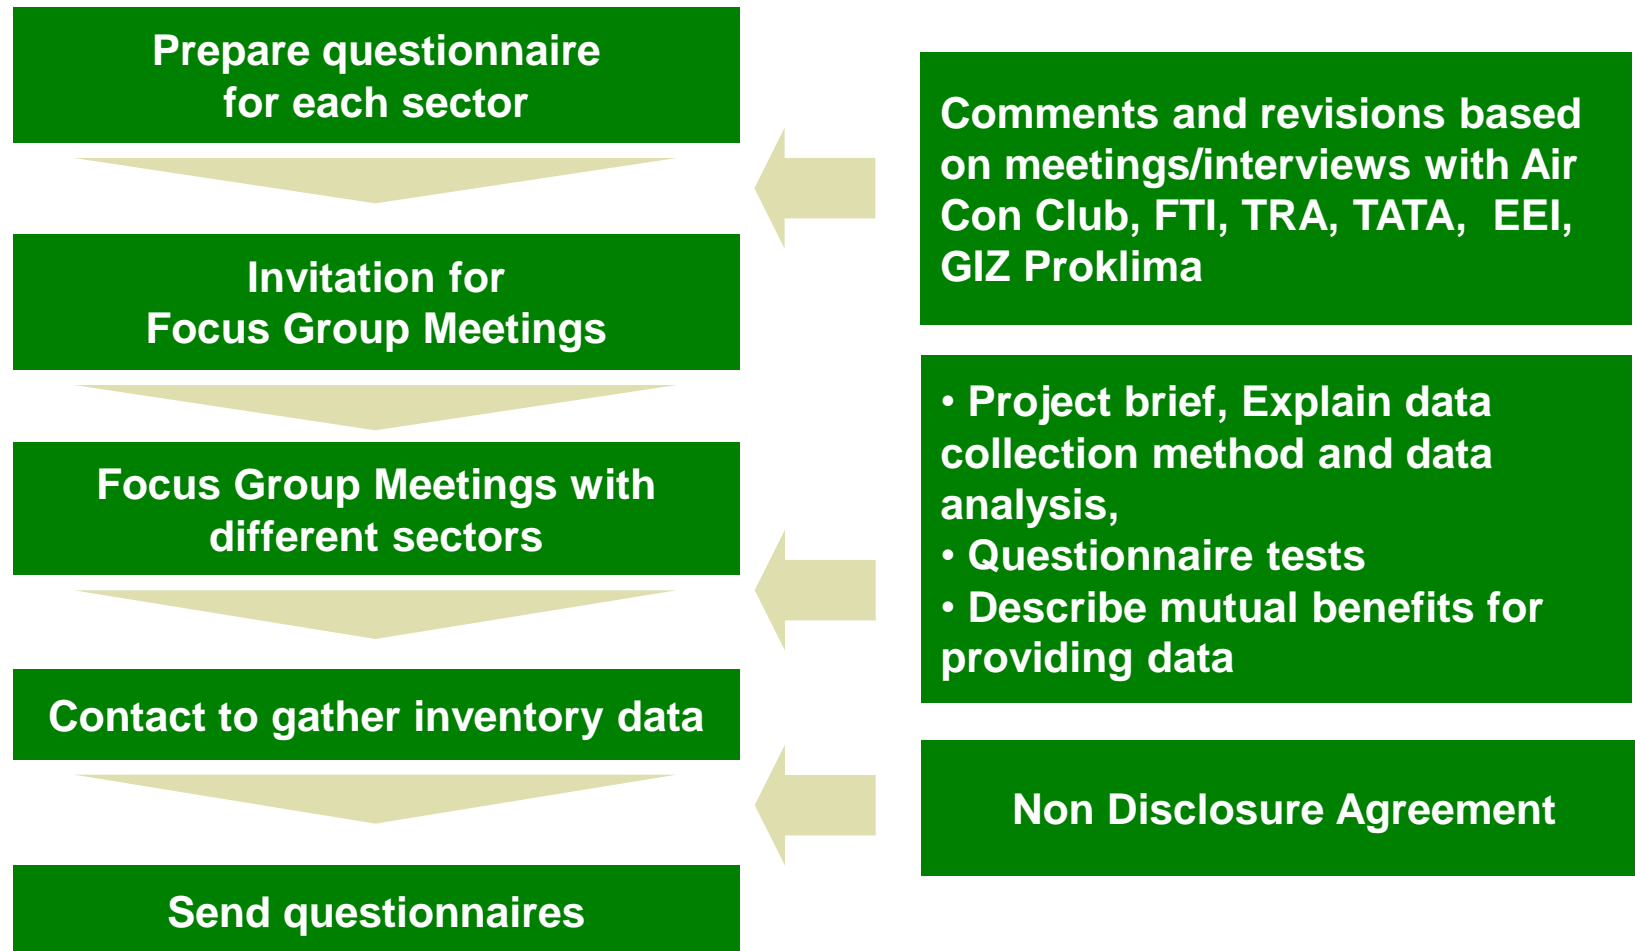 Prepare questionnaire
for each sector
Invitation for
Focus Group Meetings
Focus Group Meetings with
different sectors
Contact to gather inventory data
Send questionnaires
Comments and revisions based
on meetings/interviews with Air
Con Club, FTI, TRA, TATA,  EEI,
GIZ Proklima
• Project brief, Explain data
collection method and data
analysis,
• Questionnaire tests
• Describe mutual benefits for
providing data
Non Disclosure Agreement